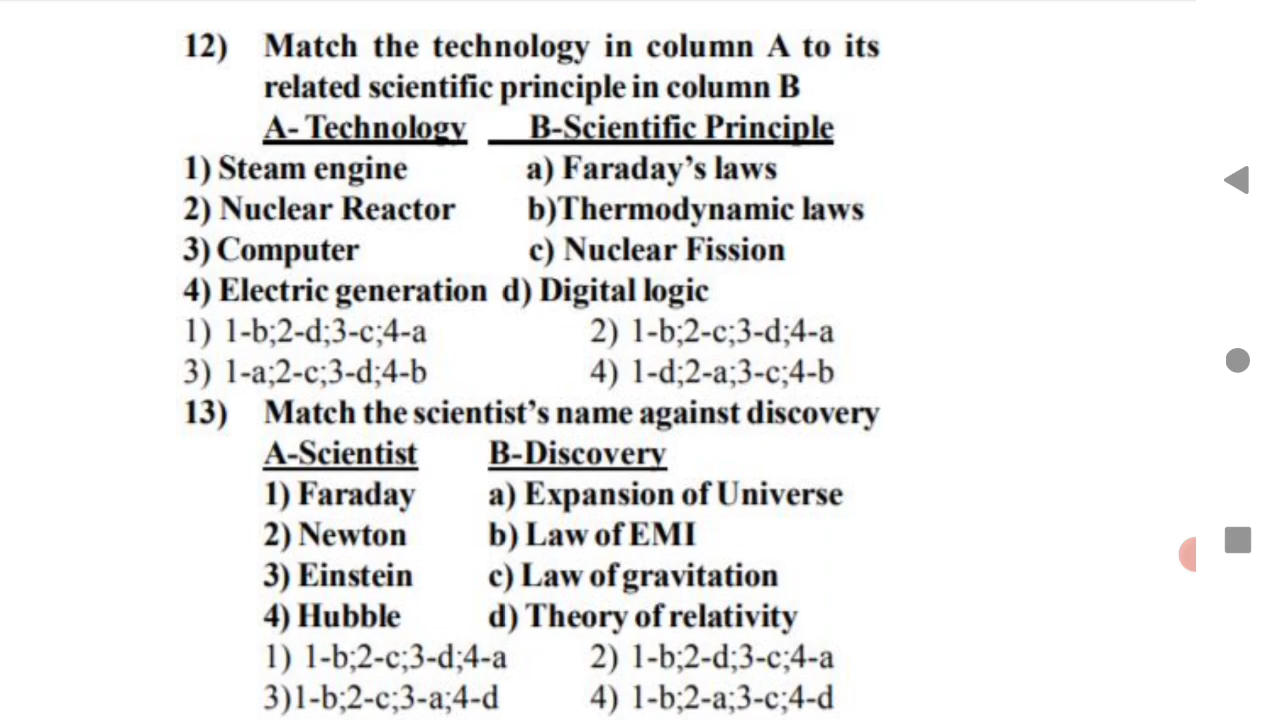 12) Match the technology in column A to its
related scientific principle in column B
A- Technology B-Scientific Principle
1) Steam engine a) Faraday's laws
2) Nuclear Reactor b)Thermodynamic laws
3) Computer c) Nuclear Fission
4) Electric generation d) Digital logic
1) 1-b;2-d;3-c;4-a 2) 1-b;2-c;3-d;4-a
3) 1-a;2-c;3-d;4-b 4) 1-d;2-a;3-c;4-b
13) Match the scientist's name against discovery
A-Scientist B-Discovery
1) Faraday a) Expansion of Universe
2) Newton b) Law of EMI
3) Einstein c) Law of gravitation
4) Hubble d) Theory of relativity
1) 1-b;2-c;3-d;4-a 2) 1-b;2-d;3-c;4-a
3)1-b;2-c;3-a;4-d 4) 1-b;2-a;3-c;4-d